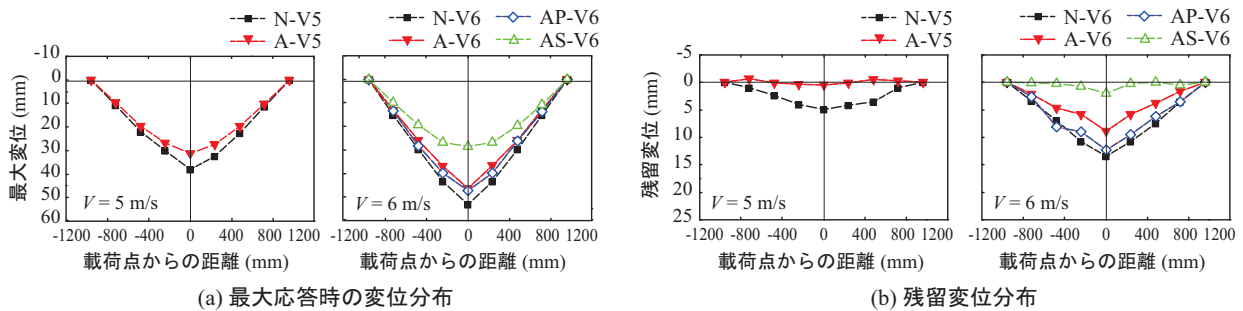 N-V5
A-V5
N-V6
A-V6
AP-V6
AS-V6
最大変位 (mm)
-10
0
10
20
30
40
50
60
V = 5 m/s
V = 6 m/s
-1200 -800 -400 0 400 800 1200
-1200 -800 -400 0 400 800 1200
載荷点からの距離 (mm)
載荷点からの距離 (mm)
(a) 最大応答時の変位分布
N-V5
A-V5
N-V6
A-V6
AP-V6
AS-V6
残留変位 (mm)
-5
0
5
10
15
20
25
V = 5 m/s
V = 6 m/s
-1200 -800 -400 0 400 800 1200
-1200 -800 -400 0 400 800 1200
載荷点からの距離 (mm)
載荷点からの距離 (mm)
(b) 残留変位分布